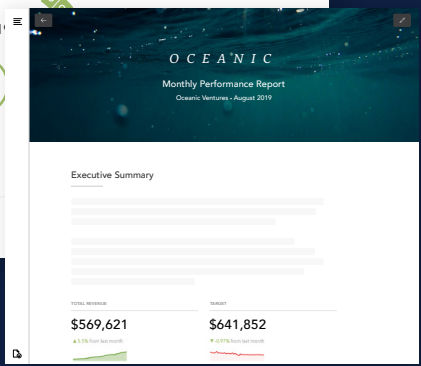 OCEANIC
Monthly Performance Report
Oceanic Ventures - August 2019
Executive Summary
TOTAL REVENUE
TARGET
$569,621
$641,852
▲ 5.5% from last month
▼ -0.97% from last month